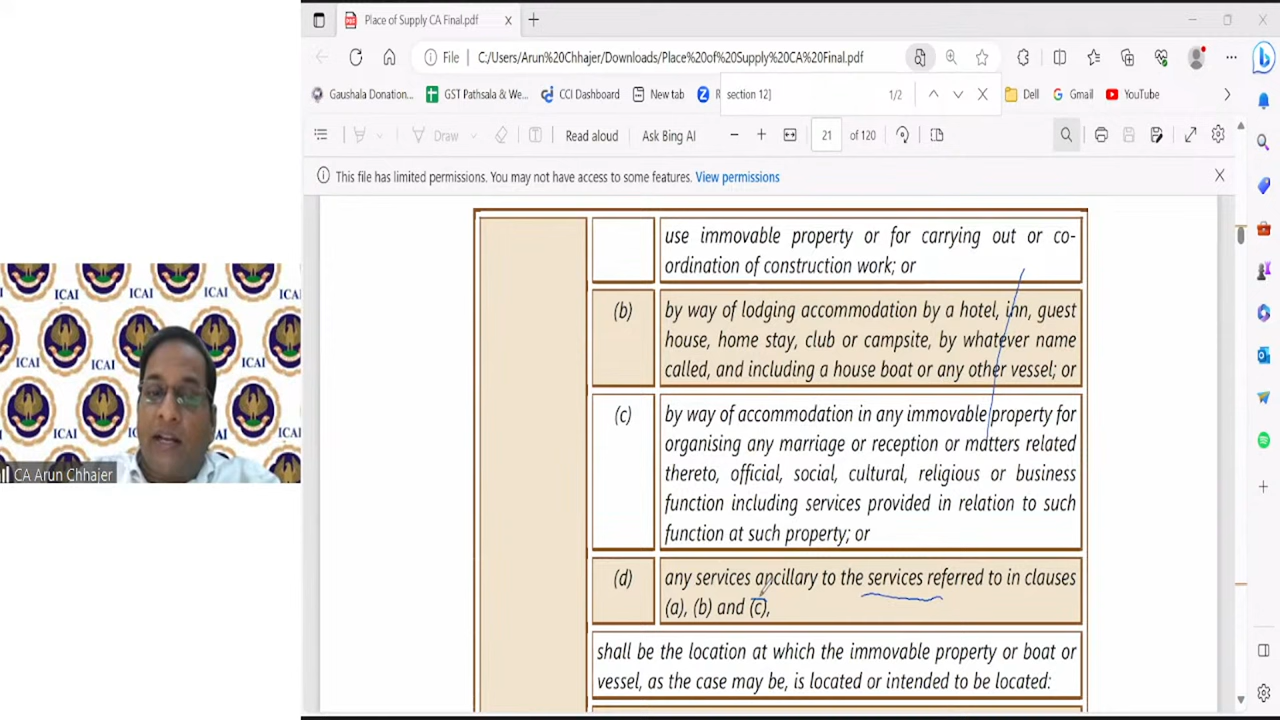 Place of Supply CA Final.pdf
File C:/Users/Arun%20Chhajer/Downloads/Place%20of%20Supply%20CA%20Final.pdf
Gaushala Donation... GST Pathsala & We... CCI Dashboard New tab R section 12] 1/2 Dell Gmail YouTube
Draw Read aloud Ask Bing AI 21 of 120
This file has limited permissions. You may not have access to some features. View permissions
use immovable property or for carrying out or co-
ordination of construction work; or
(b) by way of lodging accommodation by a hotel, inn, guest
house, home stay, club or campsite, by whatever name
called, and including a house boat or any other vessel; or
(c) by way of accommodation in any immovable property for
organising any marriage or reception or matters related
thereto, official, social, cultural, religious or business
function including services provided in relation to such
function at such property; or
(d) any services ancillary to the services referred to in clauses
(a), (b) and (c),
shall be the location at which the immovable property or boat or
vessel, as the case may be, is located or intended to be located:
ICAI ICAI ICAI
ICAI ICAI
ICAI
CA Arun Chhajer